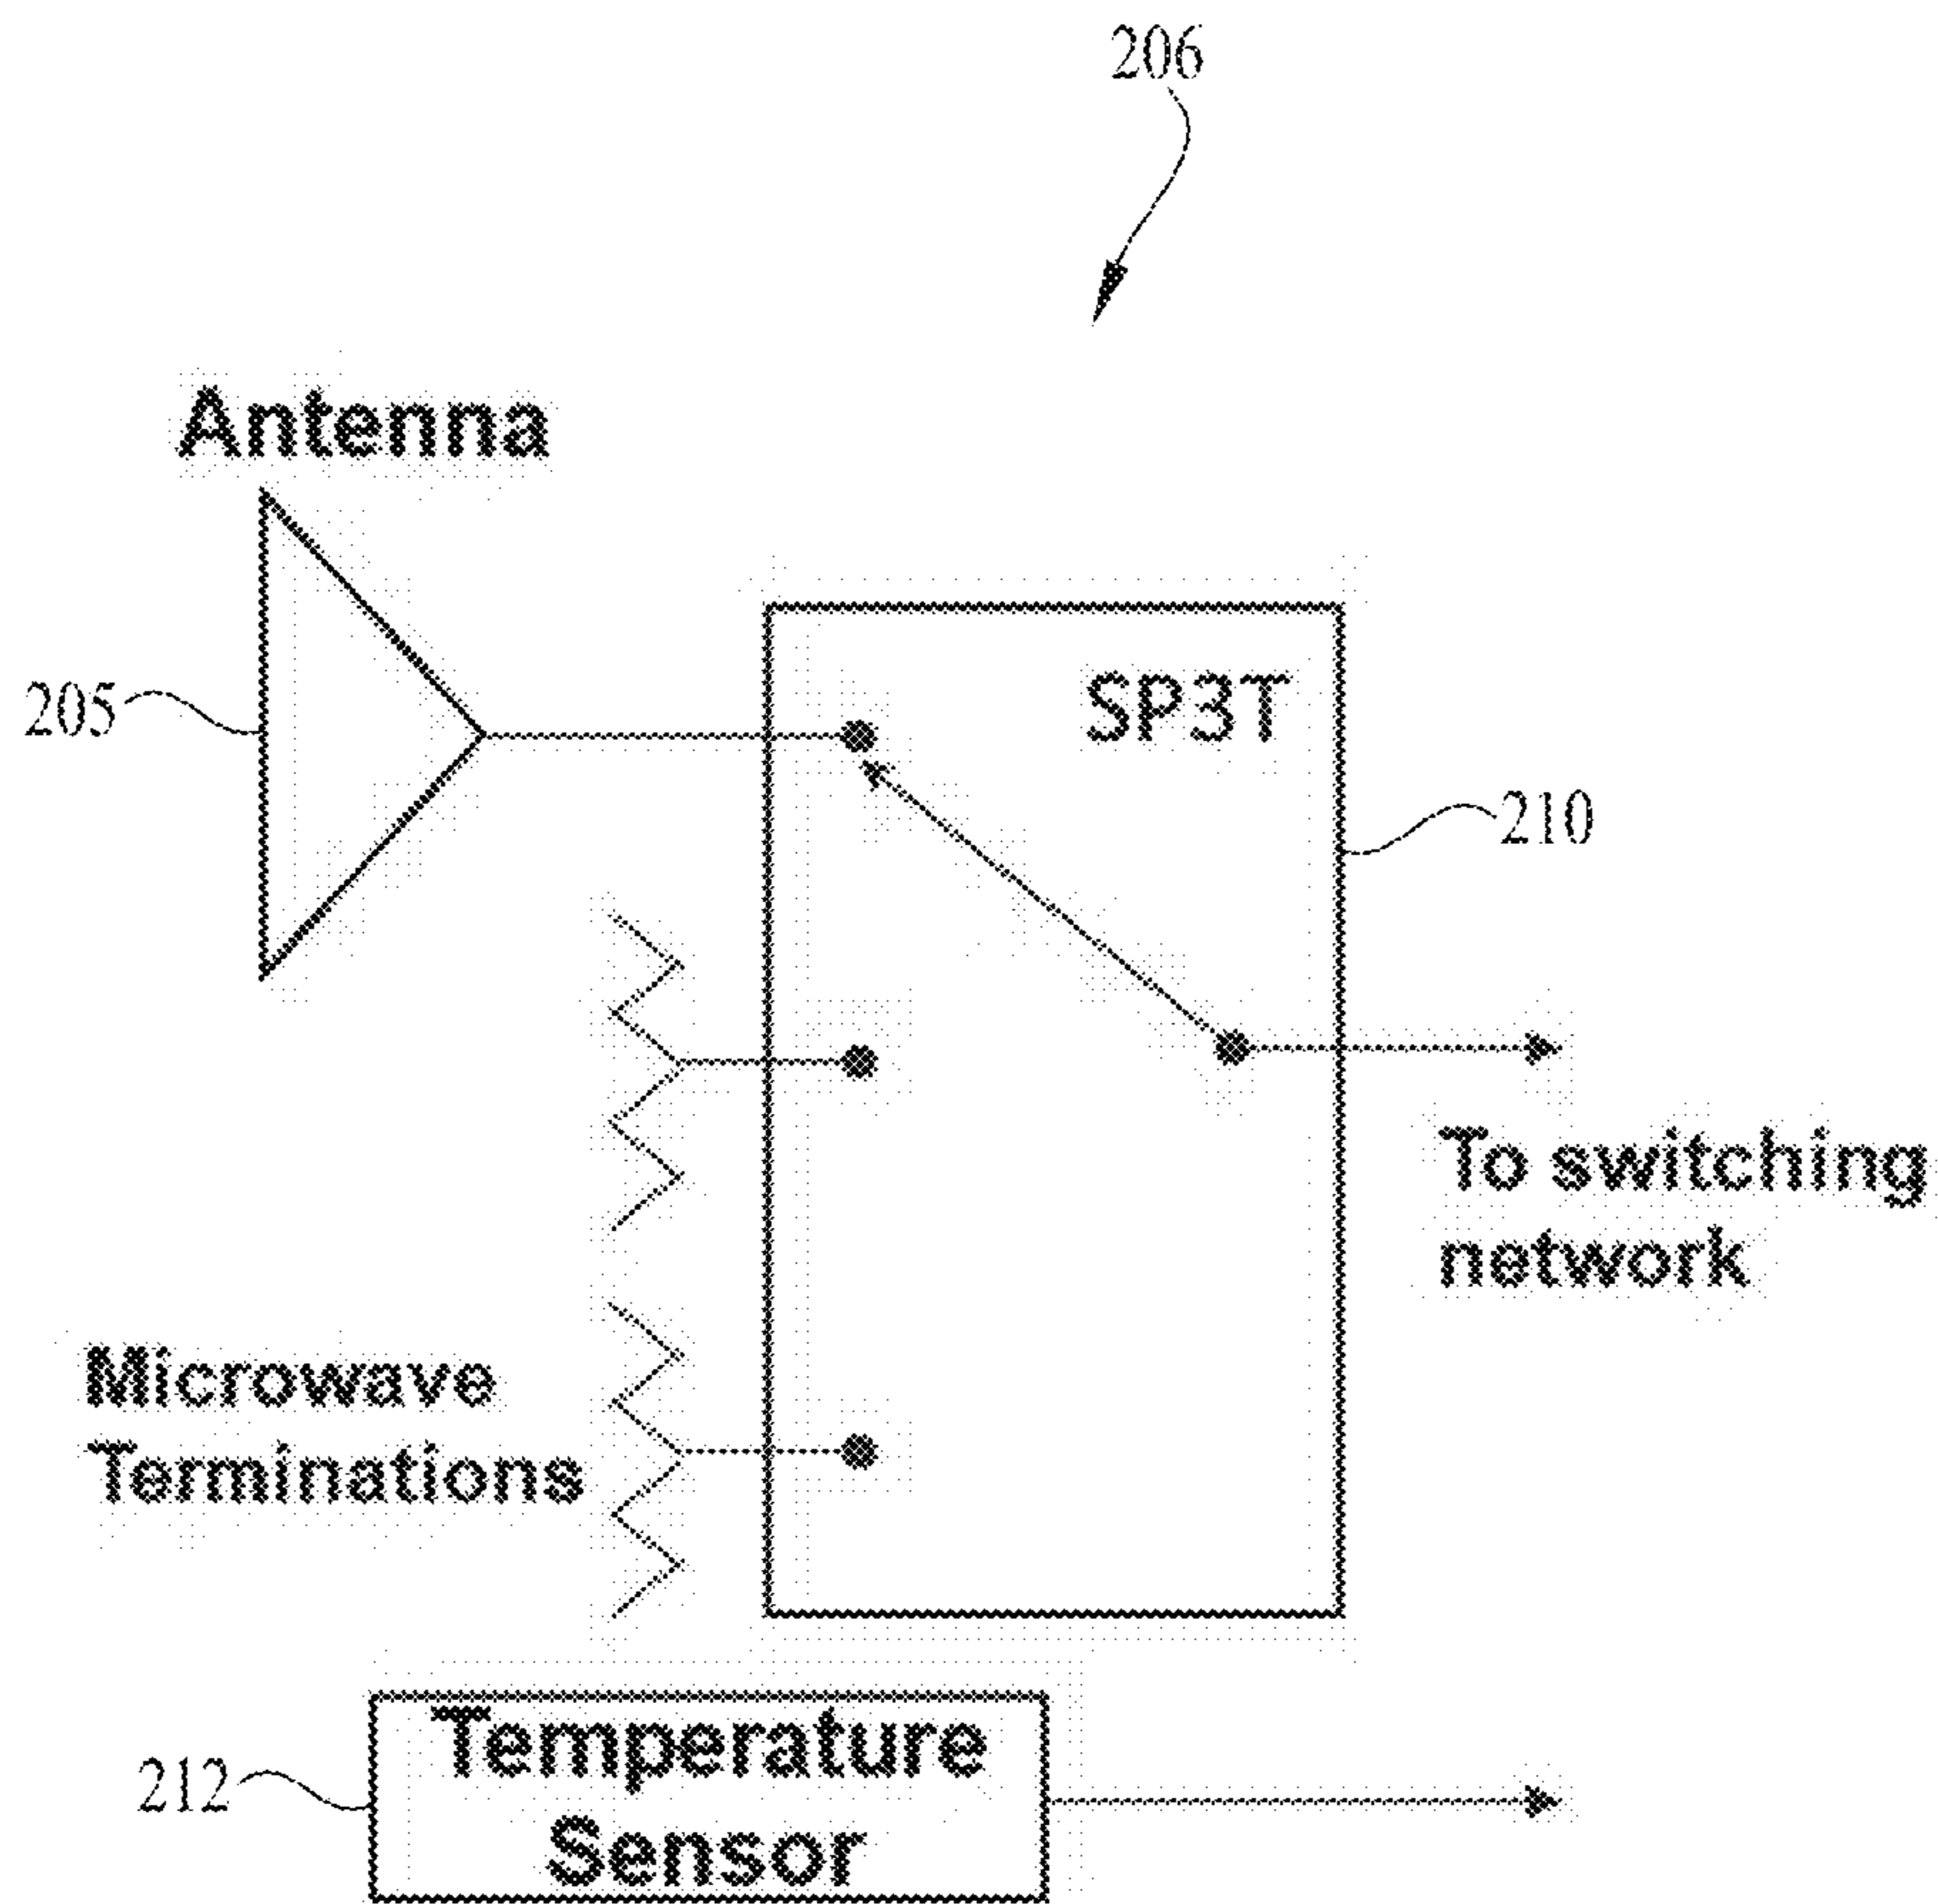 206
Antenna
205
SP3T
210
To switching
network
Microwave
Terminations
212
Temperature
Sensor